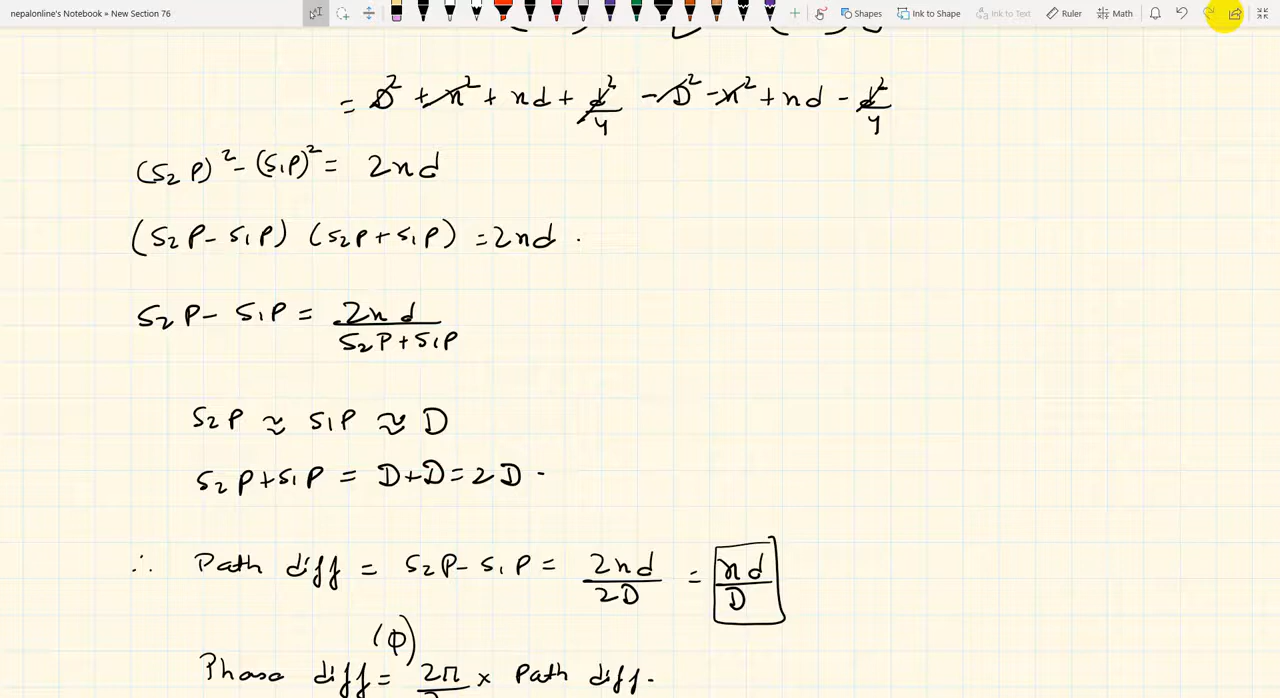 nepalonline's Notebook » New Section 76
Shapes Ink to Shape Ink to Text Ruler Math
= D² + x² + xd + d²/4 - D² - x² + xd - d²/4
(S₂P)² - (S₁P)² = 2xd
(S₂P - S₁P) (S₂P + S₁P) = 2xd .
S₂P - S₁P = 2xd / S₂P + S₁P
S₂P ≈ S₁P ≈ D
S₂P + S₁P = D + D = 2D -
∴ Path diff = S₂P - S₁P = 2xd / 2D = xd / D
(φ)
Phase diff = 2π × Path diff.